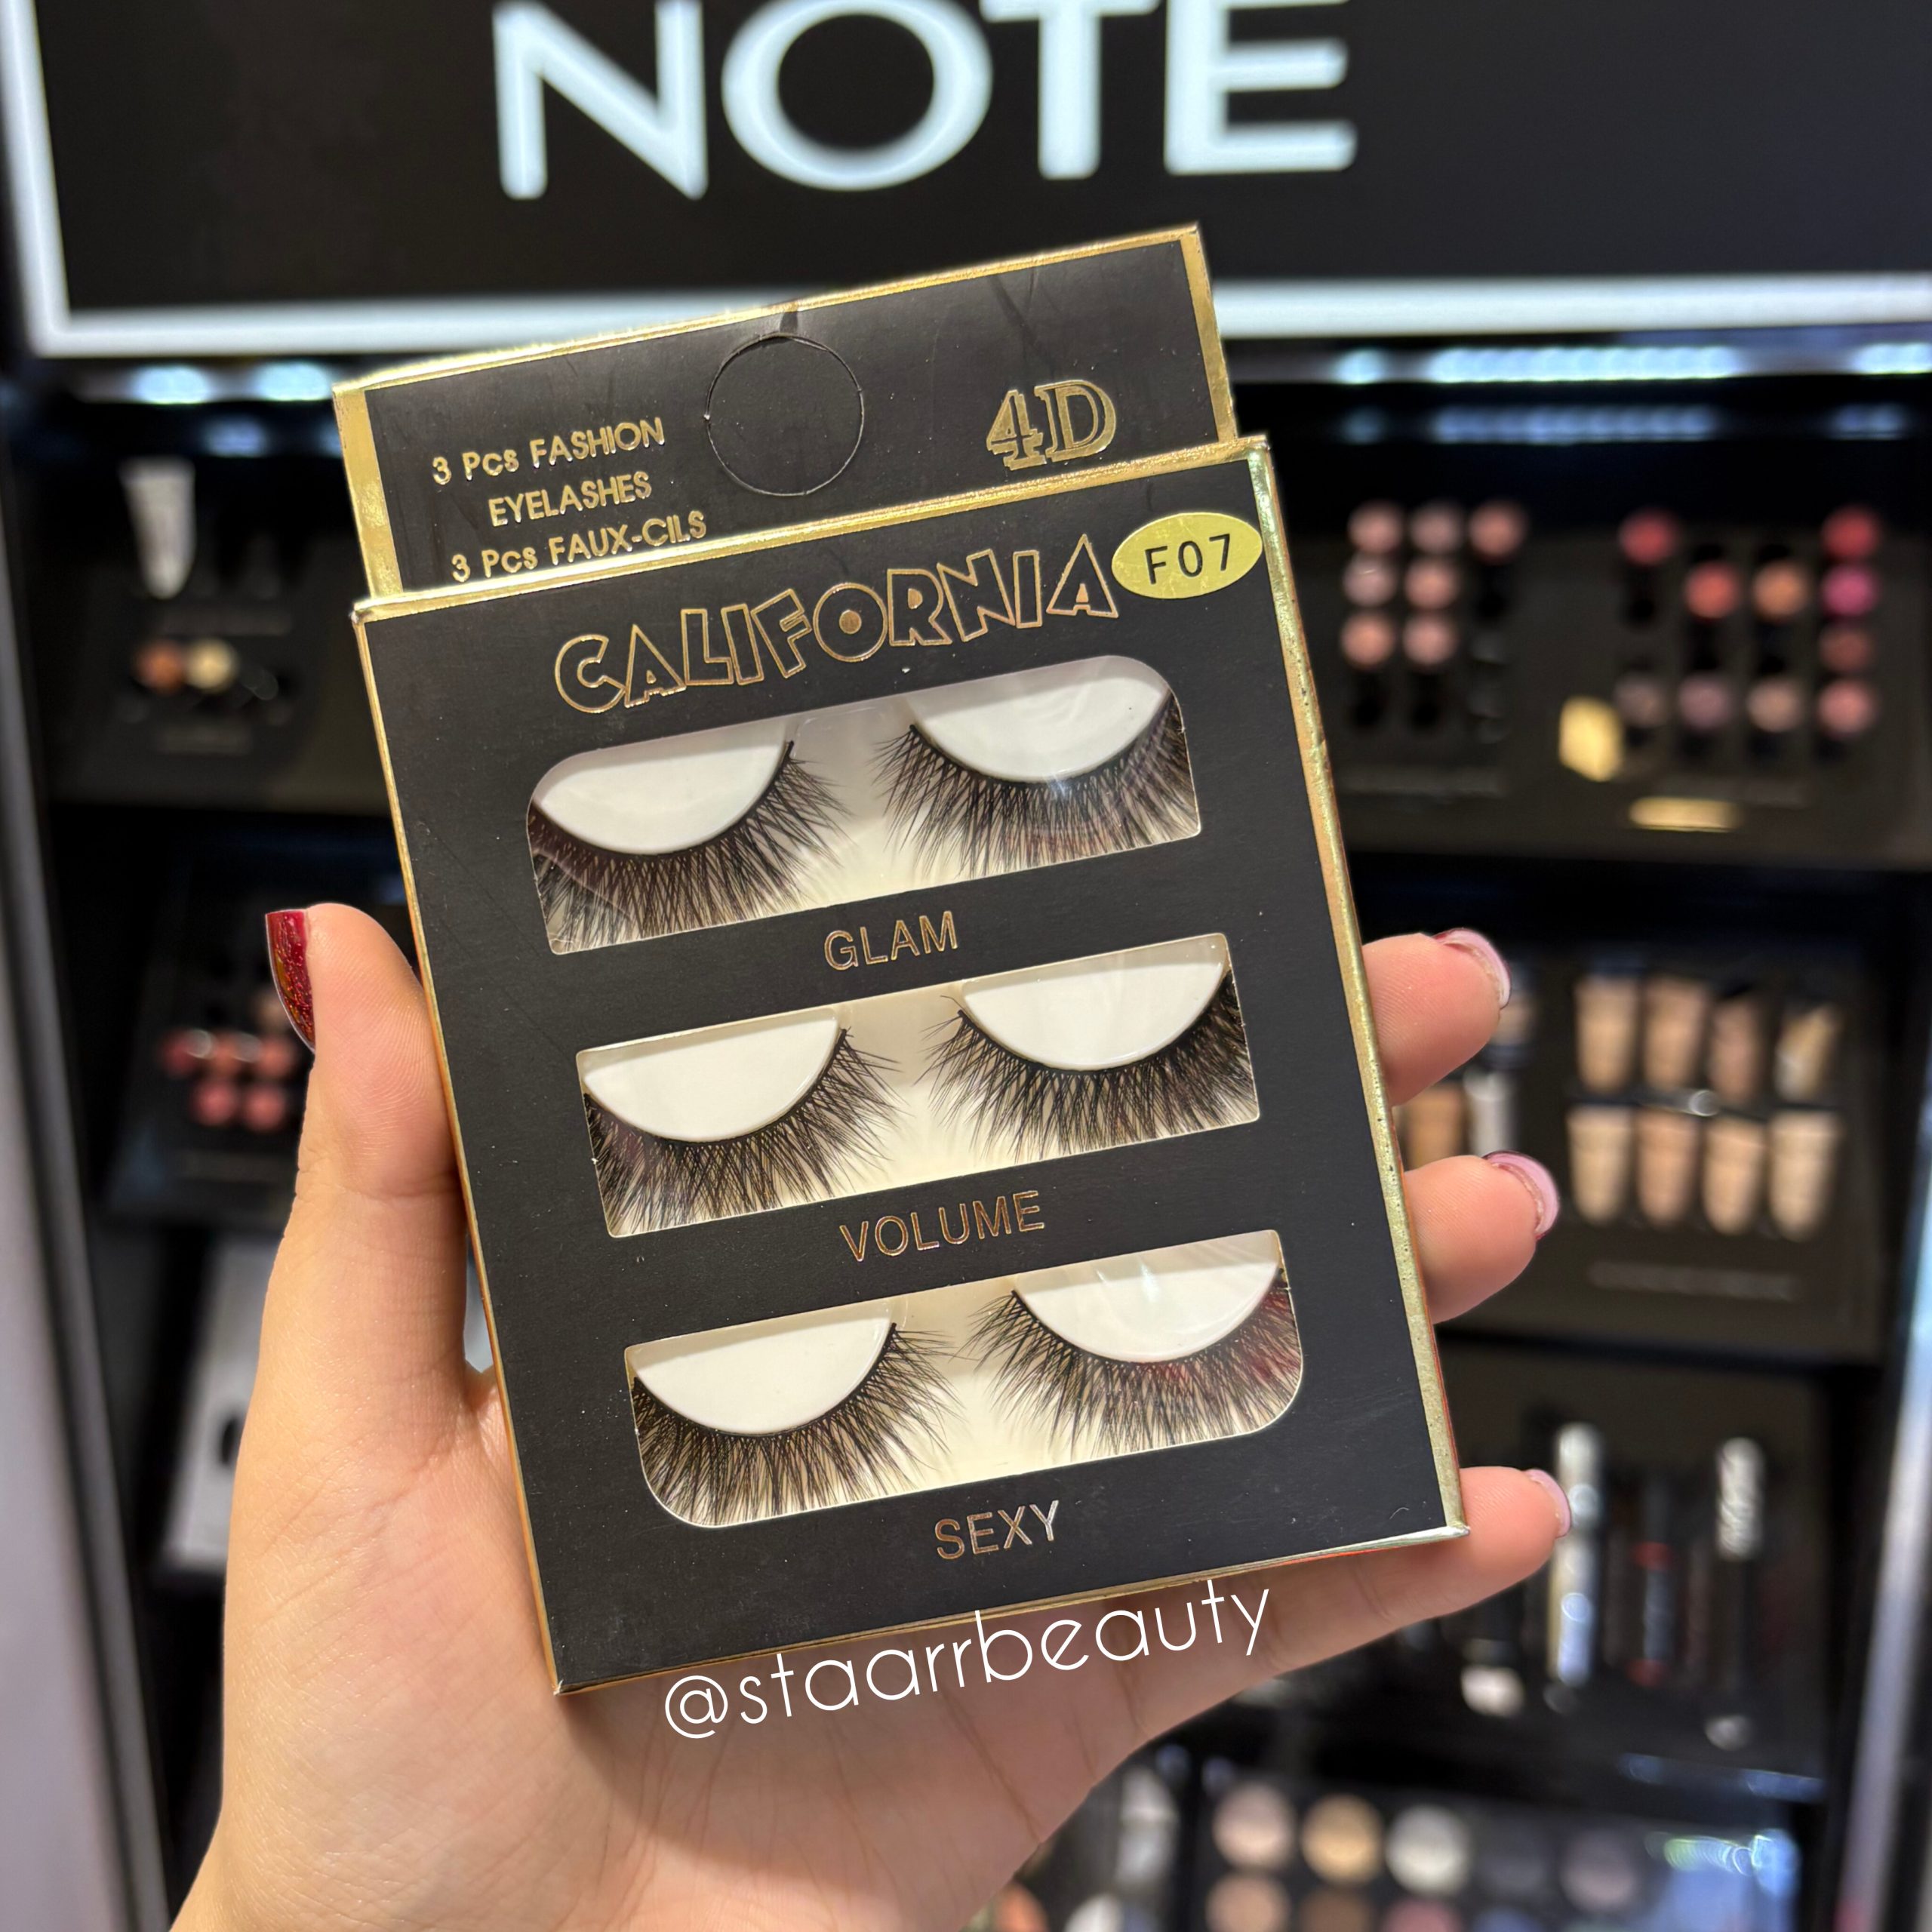 NOTE
3 Pcs FASHION
EYELASHES
3 Pcs FAUX-CILS
4D
CALIFORNIA
F07
GLAM
VOLUME
SEXY
@staarrbeauty